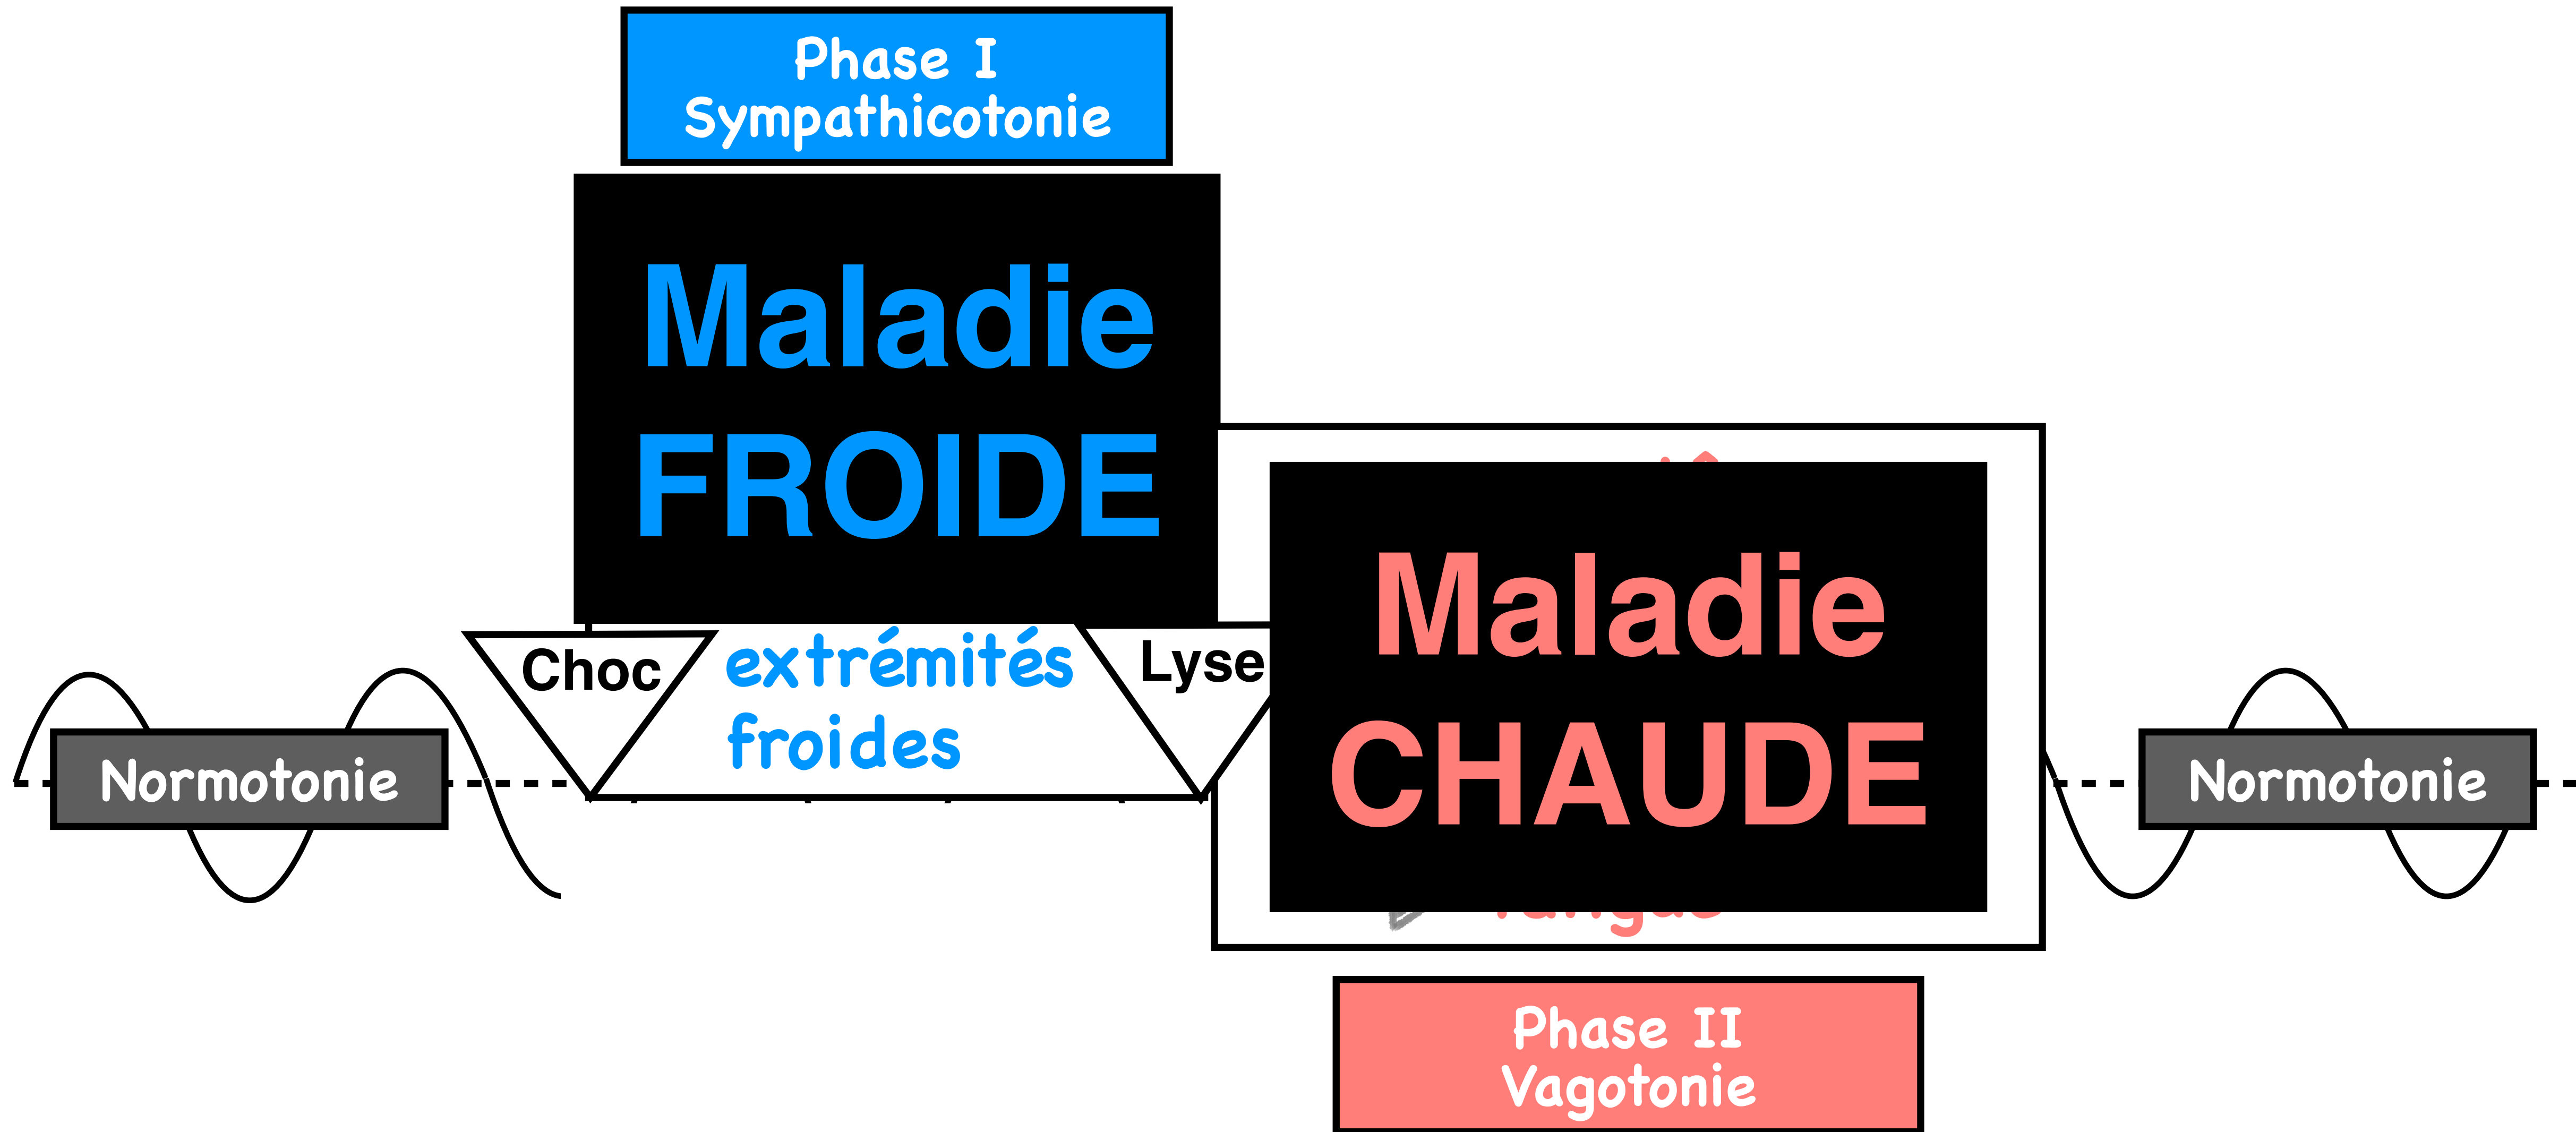 Phase I
Sympathicotonie
Maladie
FROIDE
Choc
extrémités
froides
Lyse
Normotonie
Maladie
CHAUDE
Normotonie
Phase II
Vagotonie